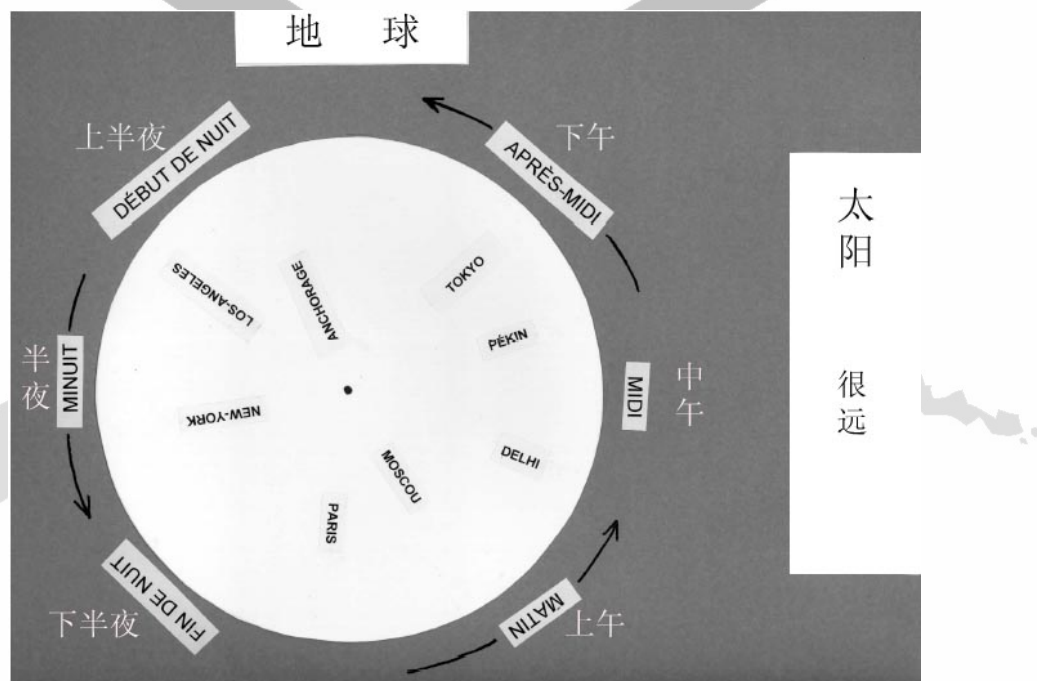 地 球
上半夜
DÉBUT DE NUIT
下午
APRÈS-MIDI
太阳
很远
LOS-ANGELES
ANCHORAGE
TOKYO
PÉKIN
半夜
MINUIT
MIDI
中午
NEW-YORK
MOSCOU
DELHI
PARIS
FIN DE NUIT
下半夜
MATIN
上午